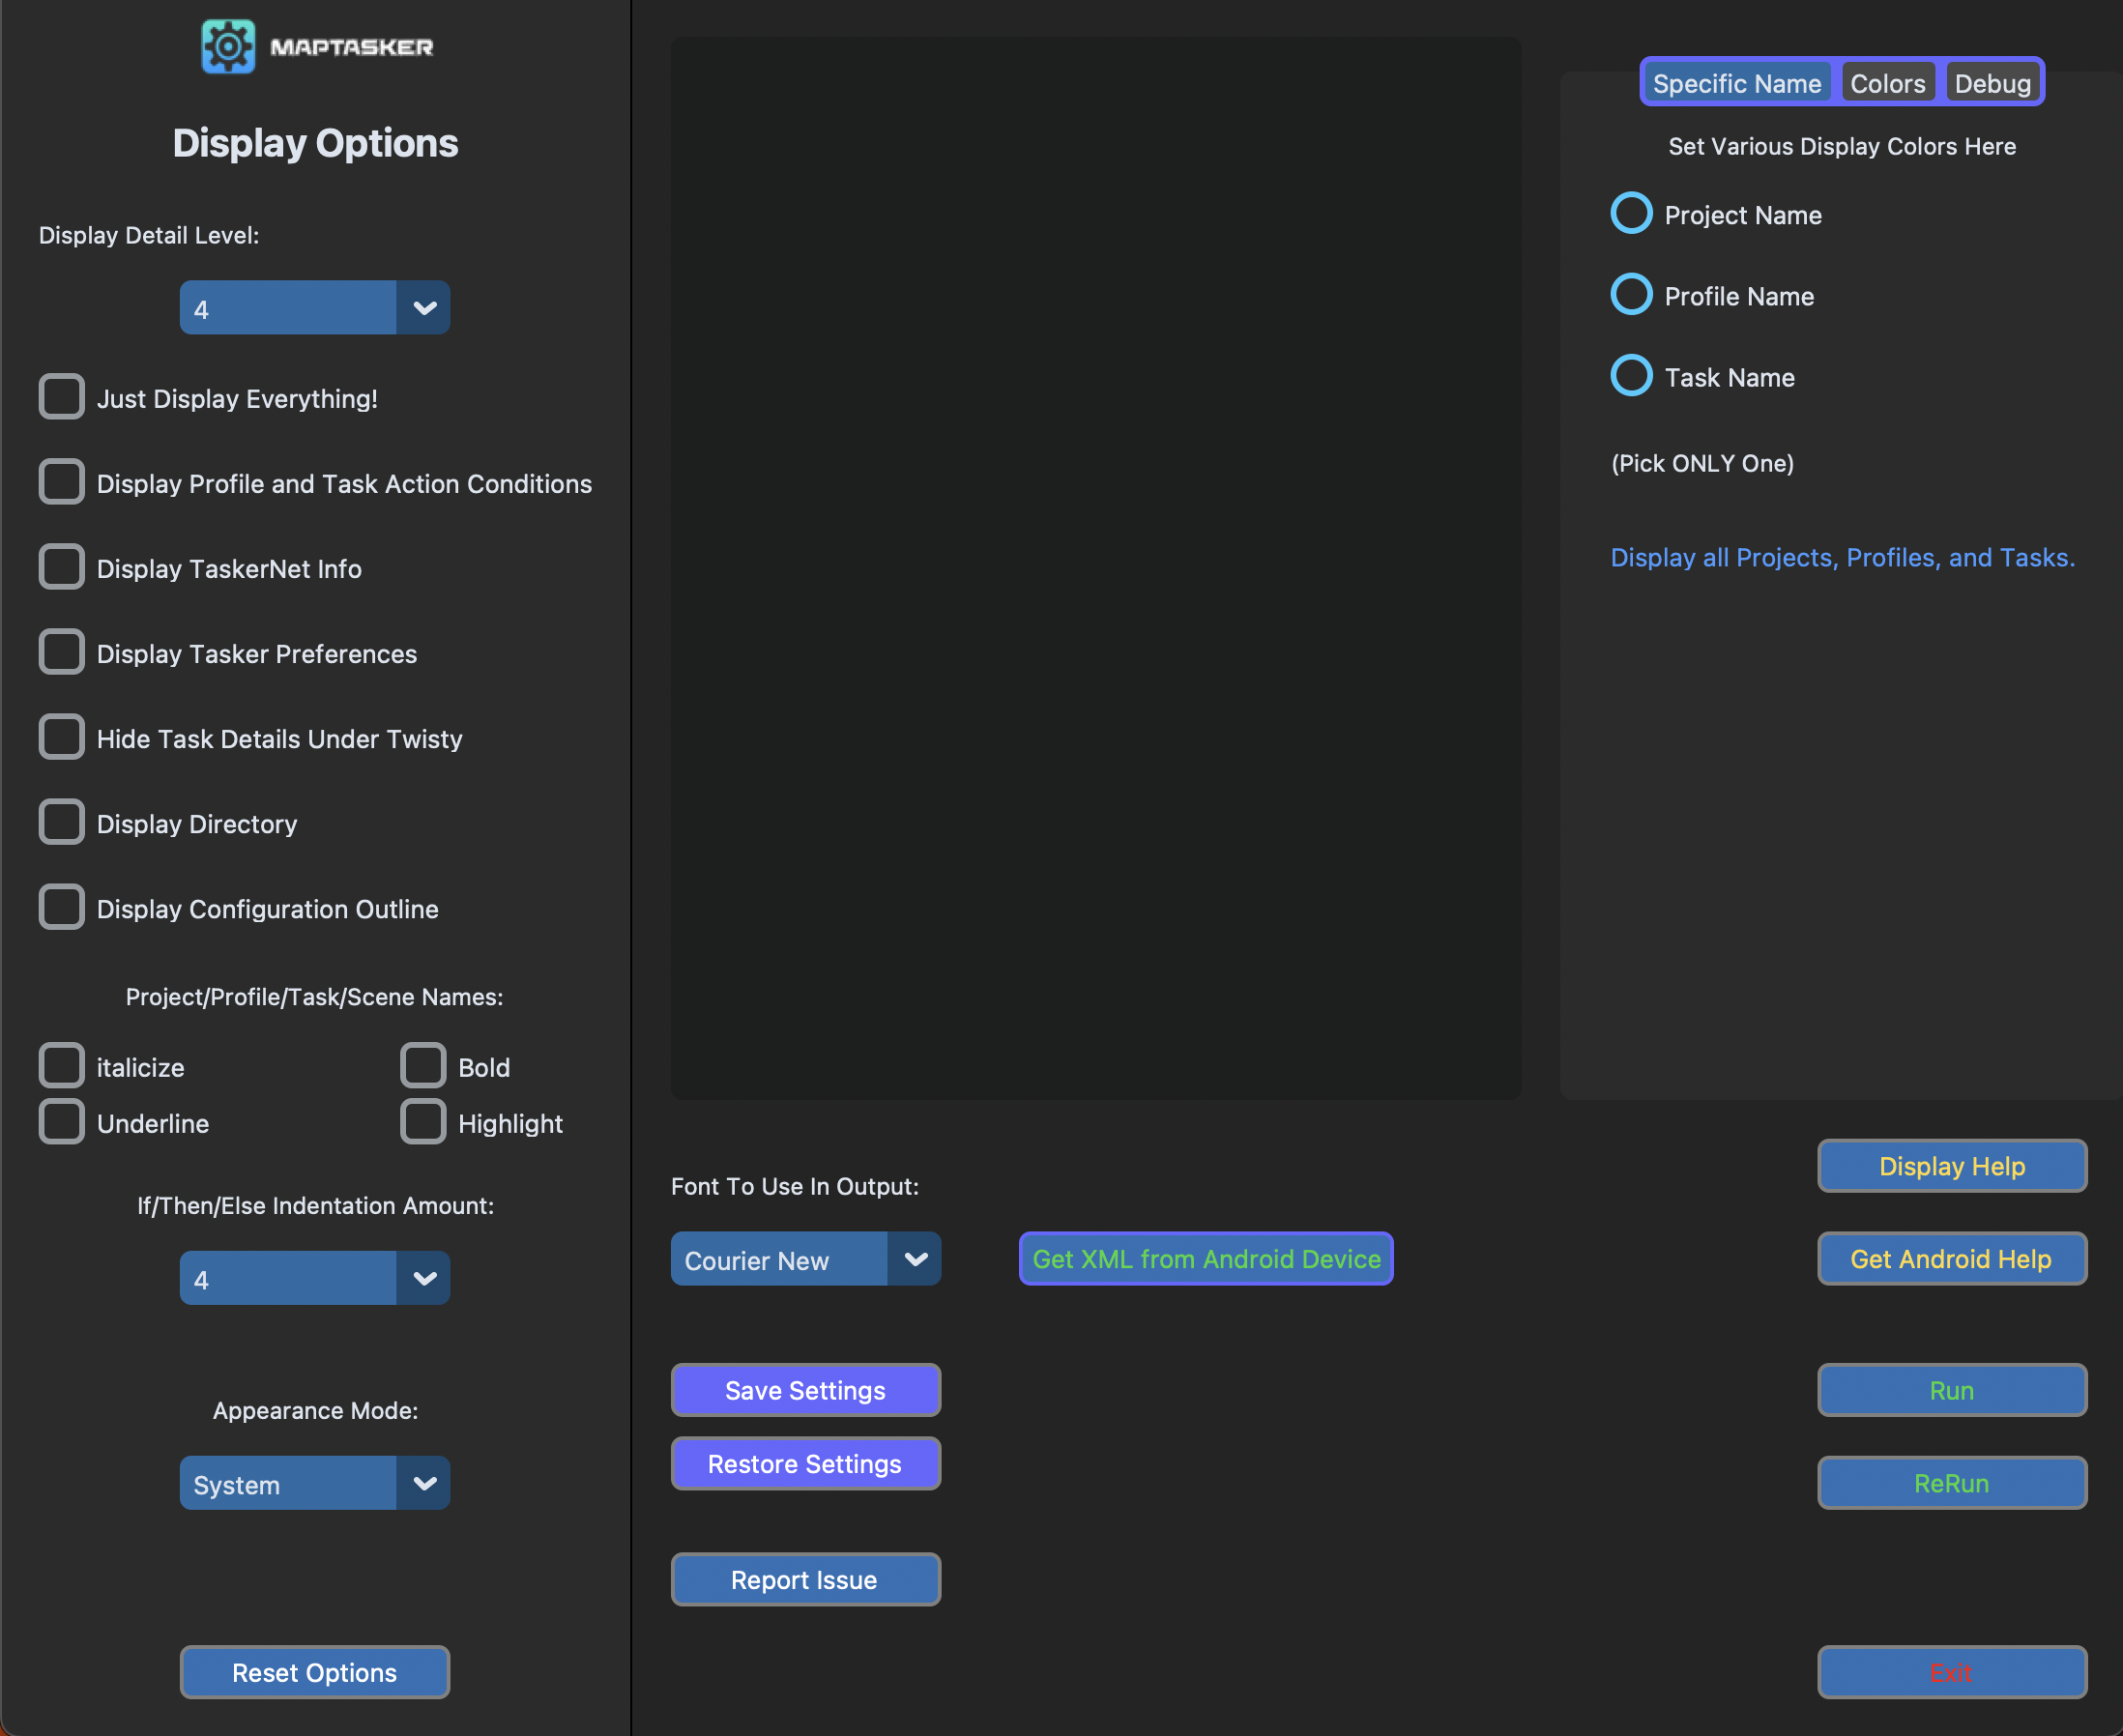 MAPTASKER
Display Options
Display Detail Level:
4
Just Display Everything!
Display Profile and Task Action Conditions
Display TaskerNet Info
Display Tasker Preferences
Hide Task Details Under Twisty
Display Directory
Display Configuration Outline
Project/Profile/Task/Scene Names:
italicize Bold
Underline Highlight
If/Then/Else Indentation Amount:
4
Appearance Mode:
System
Reset Options
Font To Use In Output:
Courier New
Get XML from Android Device
Save Settings
Restore Settings
Report Issue
Specific Name Colors Debug
Set Various Display Colors Here
Project Name
Profile Name
Task Name
(Pick ONLY One)
Display all Projects, Profiles, and Tasks.
Display Help
Get Android Help
Run
ReRun
Exit